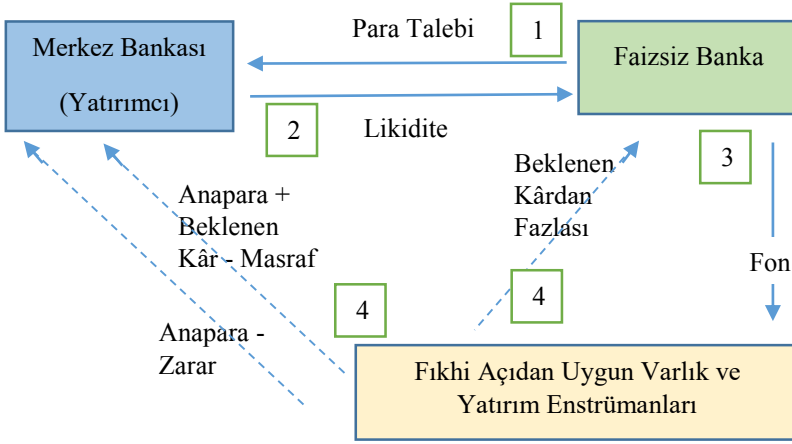 Merkez Bankası
(Yatırımcı)
Para Talebi
1
Faizsiz Banka
2
Likidite
3
Anapara +
Beklenen
Kâr - Masraf
Beklenen
Kârdan
Fazlası
Fon
4
4
Anapara -
Zarar
Fıkhi Açıdan Uygun Varlık ve
Yatırım Enstrümanları